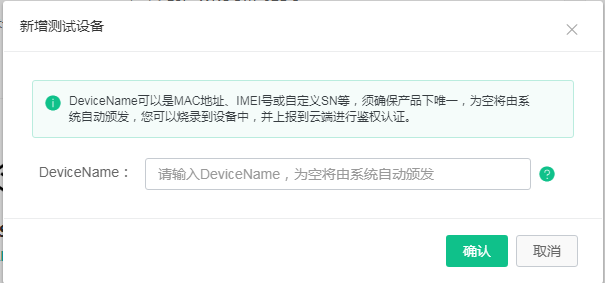 新增测试设备
DeviceName可以是MAC地址、IMEI号或自定义SN等，须确保产品下唯一，为空将由系
统自动颁发，您可以烧录到设备中，并上报到云端进行鉴权认证。
DeviceName：
请输入DeviceName，为空将由系统自动颁发
确认
取消